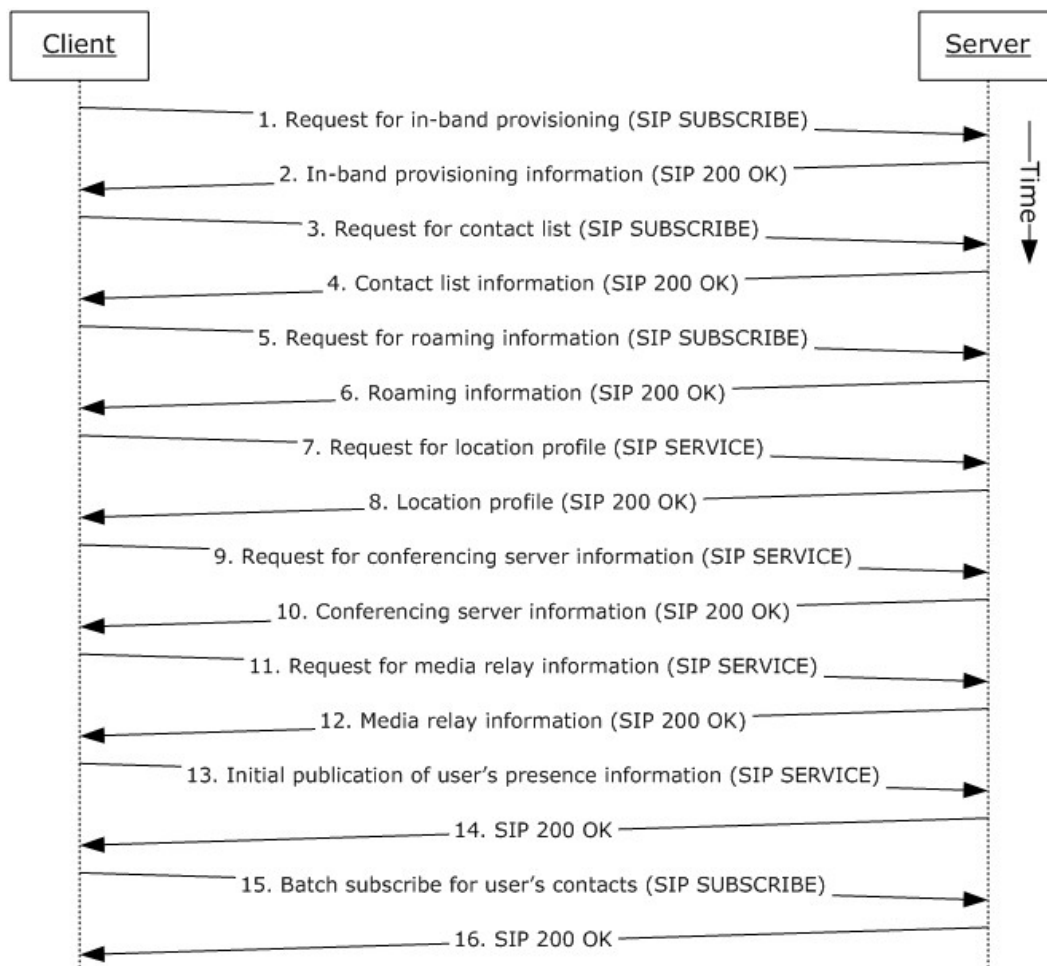 Client
Server
1. Request for in-band provisioning (SIP SUBSCRIBE)
2. In-band provisioning information (SIP 200 OK)
Time
3. Request for contact list (SIP SUBSCRIBE)
4. Contact list information (SIP 200 OK)
5. Request for roaming information (SIP SUBSCRIBE)
6. Roaming information (SIP 200 OK)
7. Request for location profile (SIP SERVICE)
8. Location profile (SIP 200 OK)
9. Request for conferencing server information (SIP SERVICE)
10. Conferencing server information (SIP 200 OK)
11. Request for media relay information (SIP SERVICE)
12. Media relay information (SIP 200 OK)
13. Initial publication of user’s presence information (SIP SERVICE)
14. SIP 200 OK
15. Batch subscribe for user’s contacts (SIP SUBSCRIBE)
16. SIP 200 OK